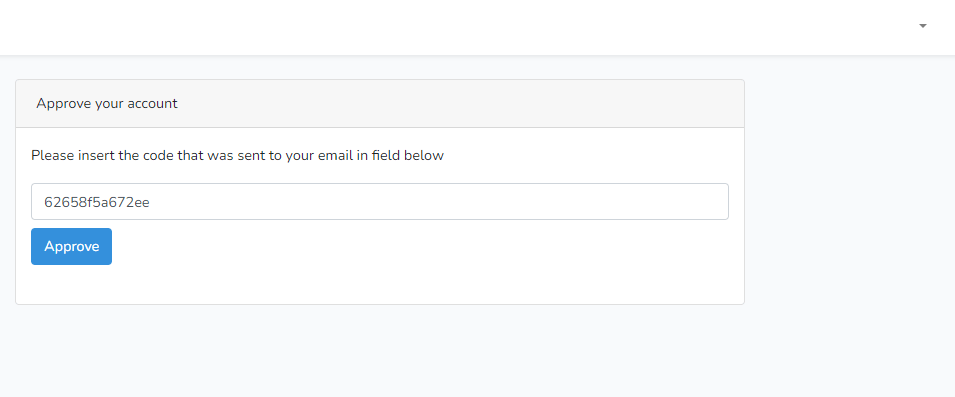 Approve your account
Please insert the code that was sent to your email in field below
62658f5a672ee
Approve